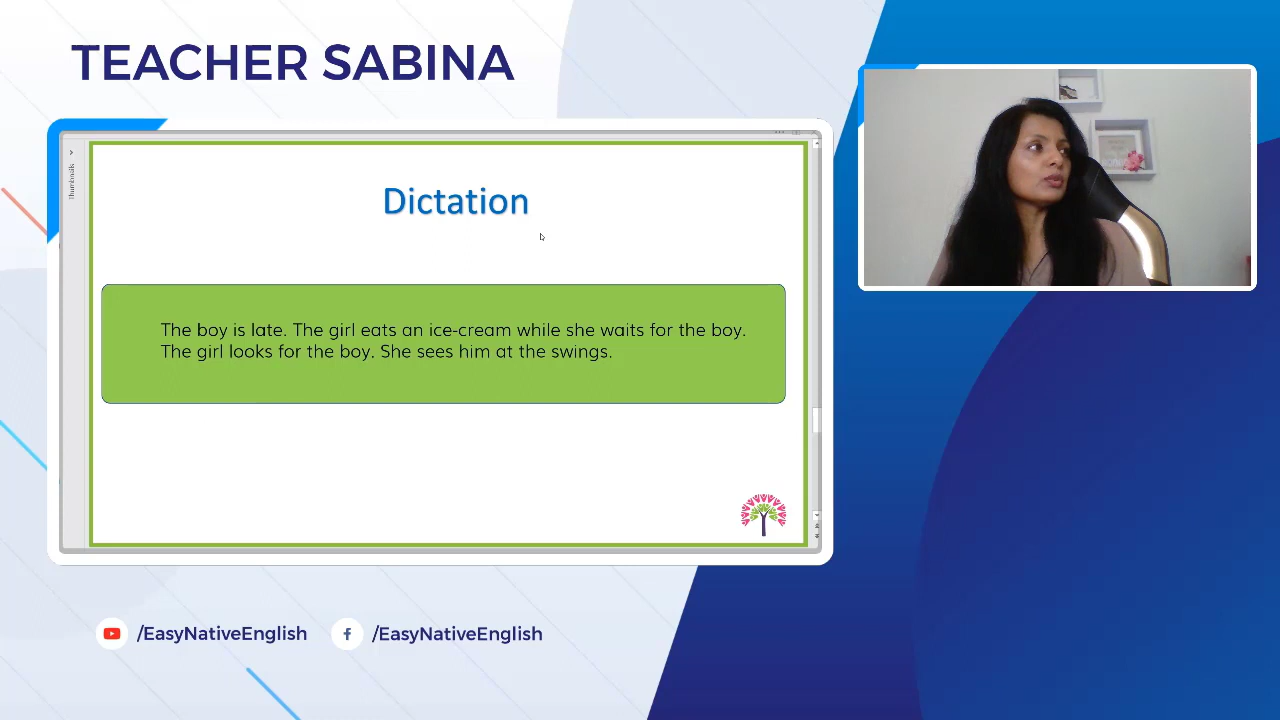 TEACHER SABINA
Thumbnails
Dictation
The boy is late. The girl eats an ice-cream while she waits for the boy.
The girl looks for the boy. She sees him at the swings.
/EasyNativeEnglish
/EasyNativeEnglish